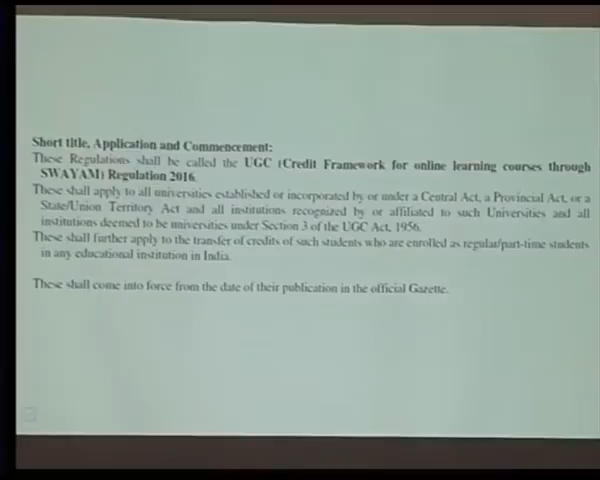 Short title, Application and Commencement:
These Regulations shall be called the UGC (Credit Framework for online learning courses through
SWAYAM) Regulation 2016.
These shall apply to all universities established or incorporated by or under a Central Act, a Provincial Act, or a
State/Union Territory Act and all institutions recognized by or affiliated to such Universities and all
institutions deemed to be universities under Section 3 of the UGC Act, 1956.
These shall further apply to the transfer of credits of such students who are enrolled as regular/part-time students
in any educational institution in India.
These shall come into force from the date of their publication in the official Gazette.